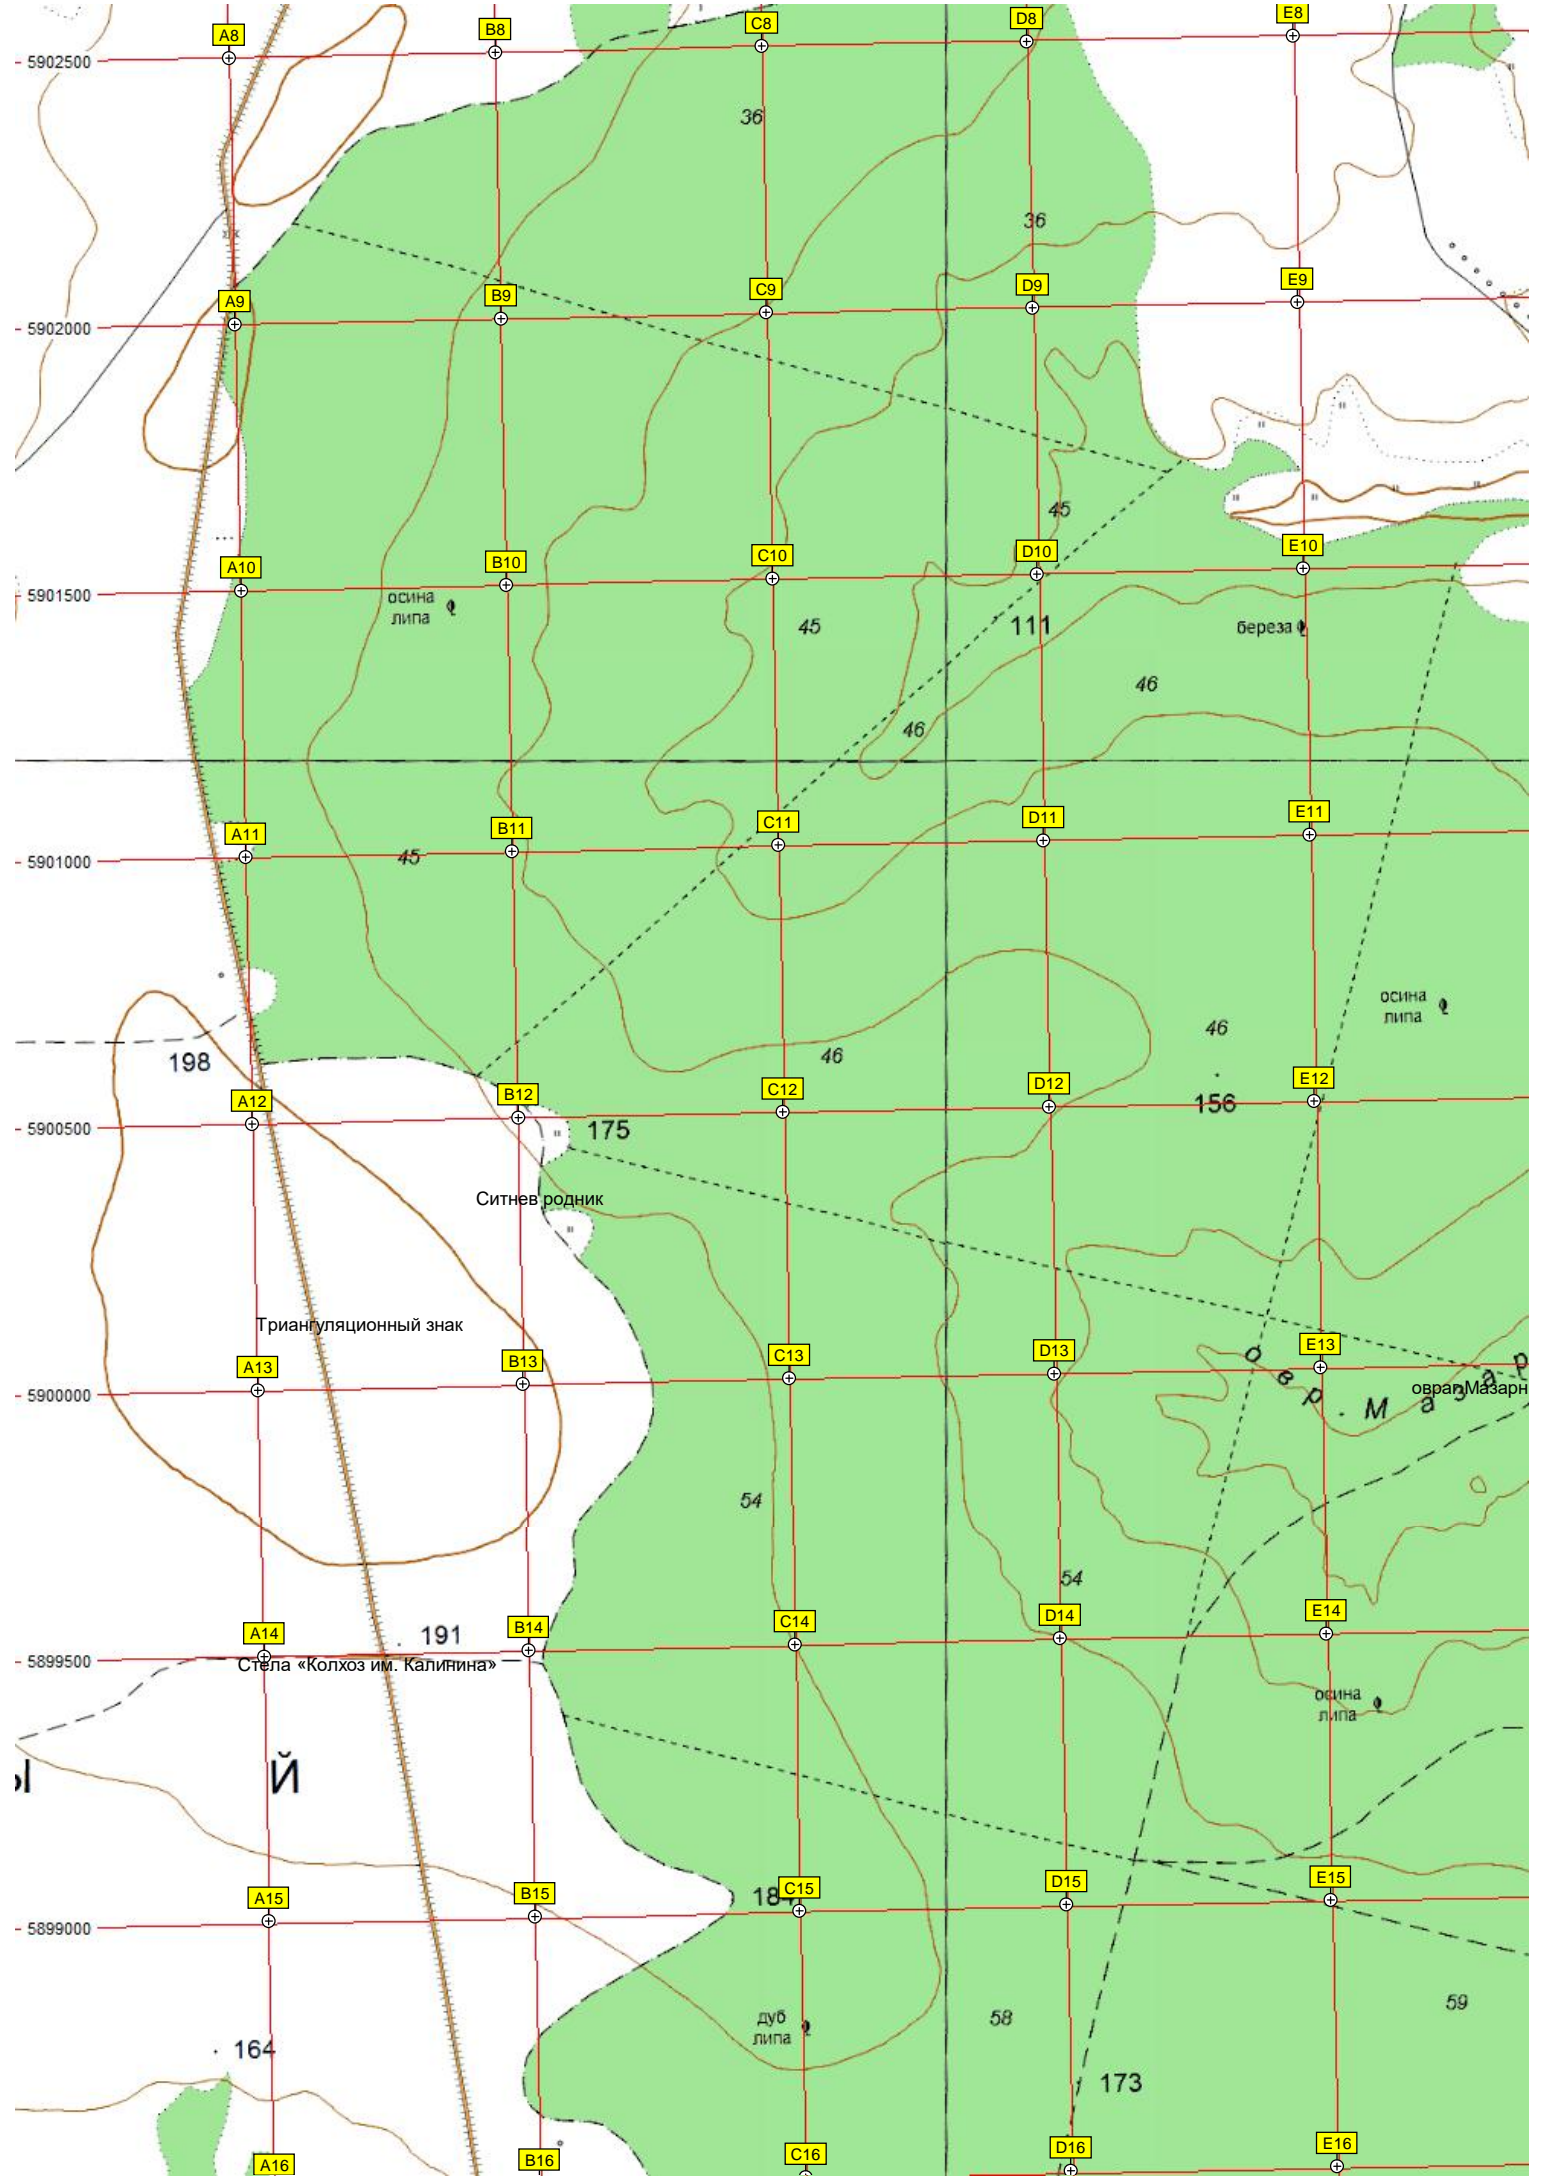 A8
B8
C8
D8
E8
5902500
36
36
A9
B9
C9
D9
E9
5902000
45
A10
B10
C10
D10
E10
5901500
осина
липа
45
111
береза
46
46
A11
B11
C11
D11
E11
5901000
45
осина
липа
46
46
198
A12
B12
C12
D12
E12
5900500
175
156
Ситнев родник
Триангуляционный знак
A13
B13
C13
D13
E13
5900000
овр. Мазар
овраг Мазарн
54
54
A14
B14
C14
D14
E14
191
5899500
Стела «Колхоз им. Калинина»
осина
липа
Ы Й
A15
B15
184
C15
D15
E15
5899000
дуб
липа
58
59
164
173
A16
B16
C16
D16
E16